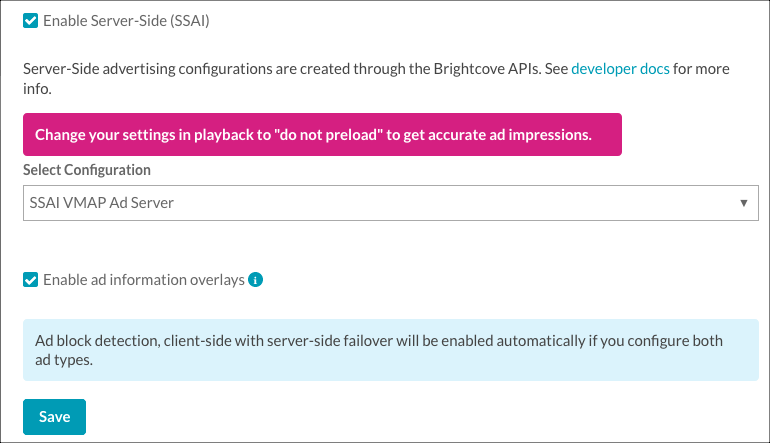 Enable Server-Side (SSAI)
Server-Side advertising configurations are created through the Brightcove APIs. See developer docs for more
info.
Change your settings in playback to "do not preload" to get accurate ad impressions.
Select Configuration
SSAI VMAP Ad Server
Enable ad information overlays
Ad block detection, client-side with server-side failover will be enabled automatically if you configure both
ad types.
Save